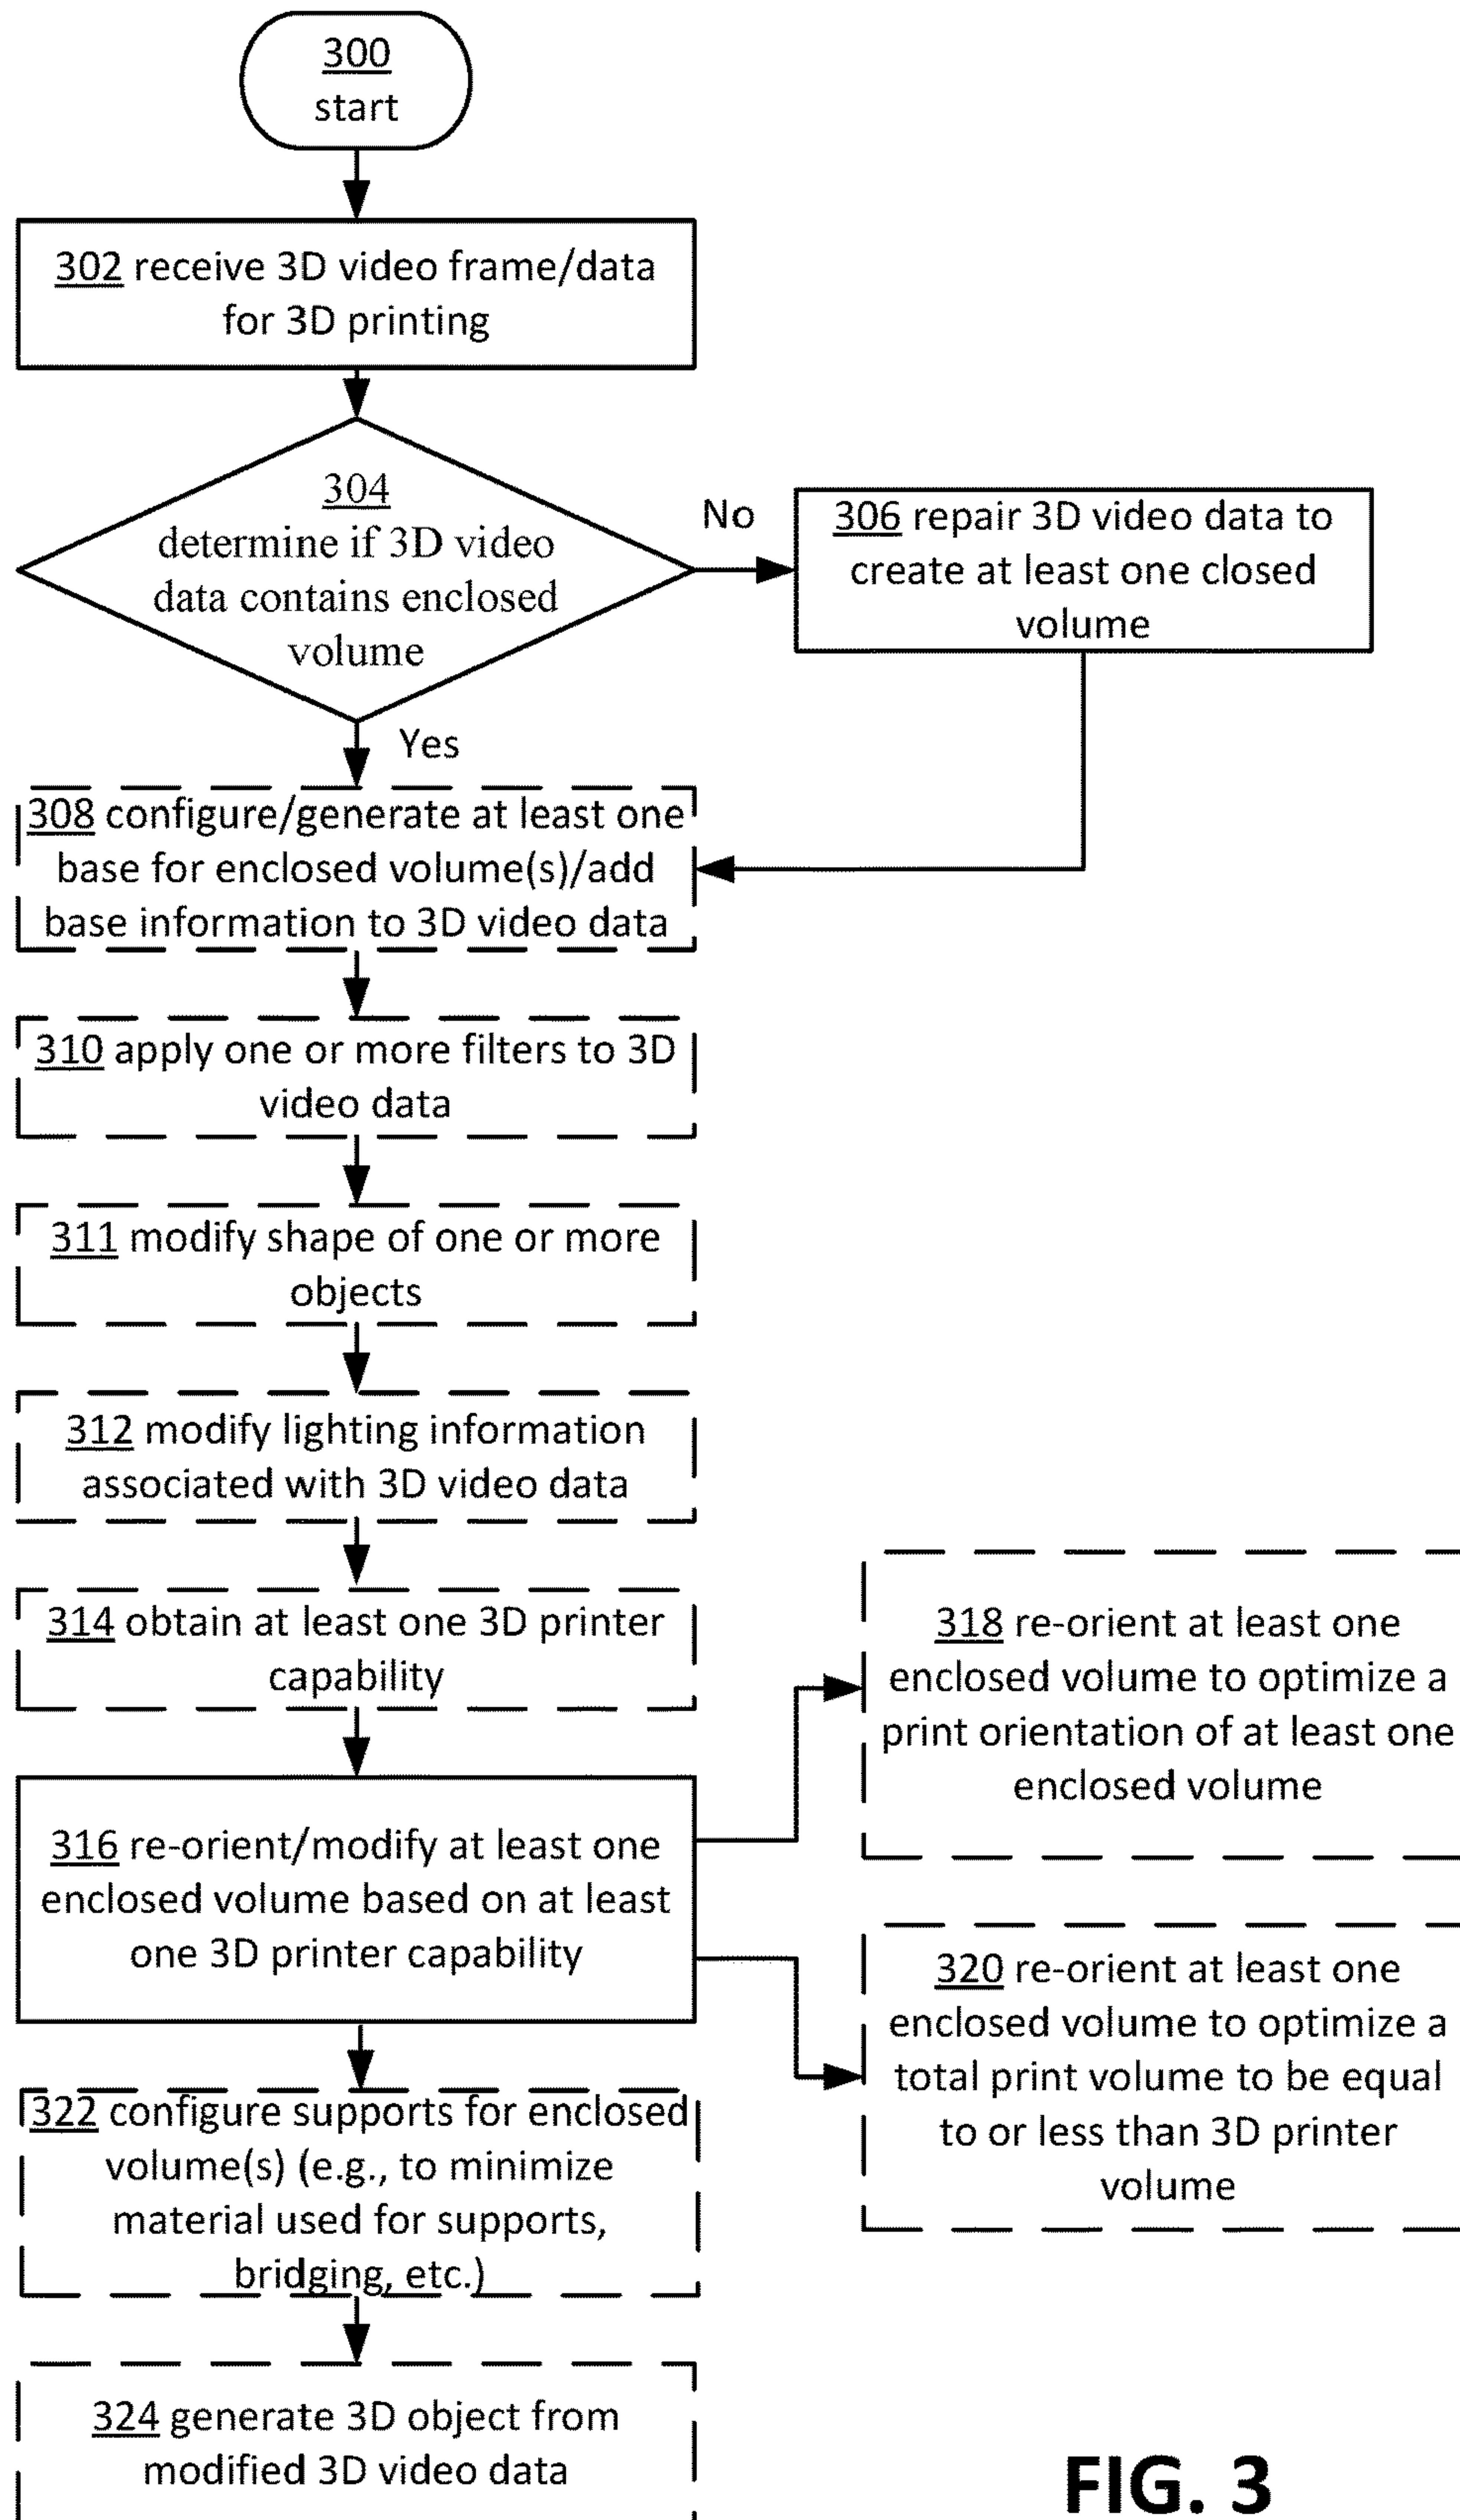 300
start
302 receive 3D video frame/data
for 3D printing
304
determine if 3D video
data contains enclosed
volume
No
306 repair 3D video data to
create at least one closed
volume
Yes
308 configure/generate at least one
base for enclosed volume(s)/add
base information to 3D video data
310 apply one or more filters to 3D
video data
311 modify shape of one or more
objects
312 modify lighting information
associated with 3D video data
314 obtain at least one 3D printer
capability
316 re-orient/modify at least one
enclosed volume based on at least
one 3D printer capability
318 re-orient at least one
enclosed volume to optimize a
print orientation of at least one
enclosed volume
320 re-orient at least one
enclosed volume to optimize a
total print volume to be equal
to or less than 3D printer
volume
322 configure supports for enclosed
volume(s) (e.g., to minimize
material used for supports,
bridging, etc.)
324 generate 3D object from
modified 3D video data
FIG. 3